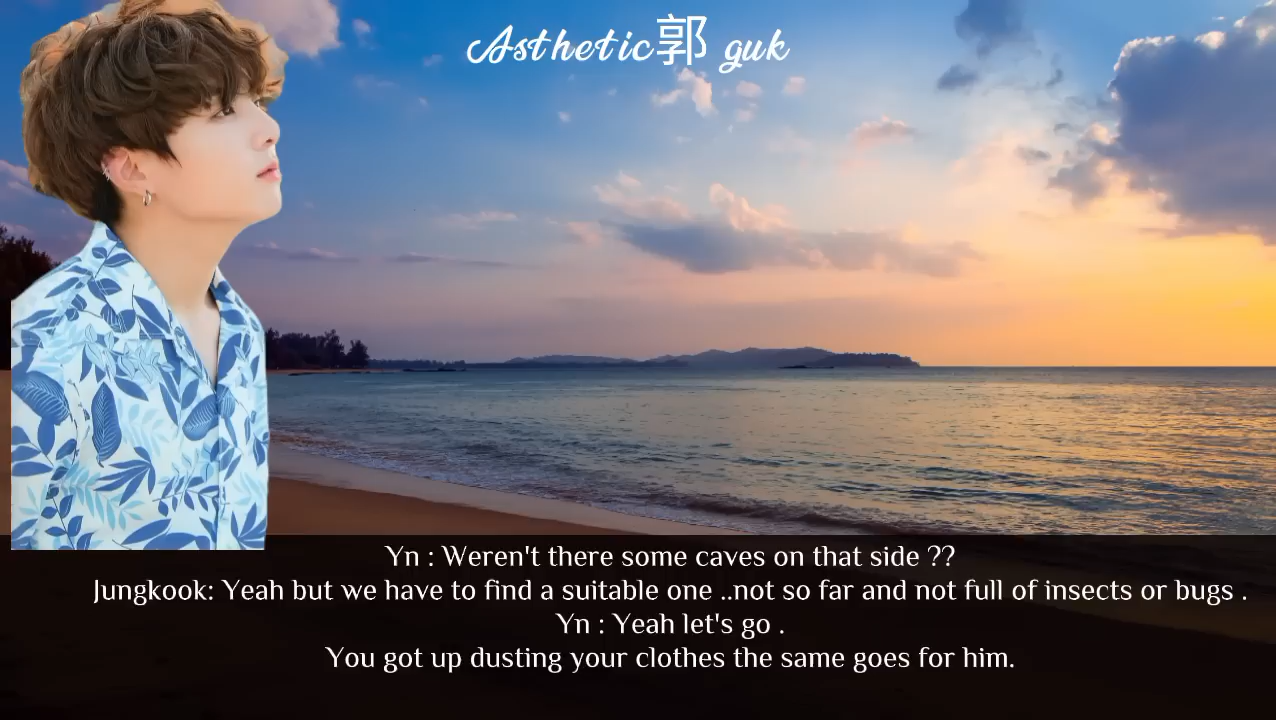 Asthetic郭 guk
Yn : Weren't there some caves on that side ??
Jungkook: Yeah but we have to find a suitable one ..not so far and not full of insects or bugs .
Yn : Yeah let's go .
You got up dusting your clothes the same goes for him.